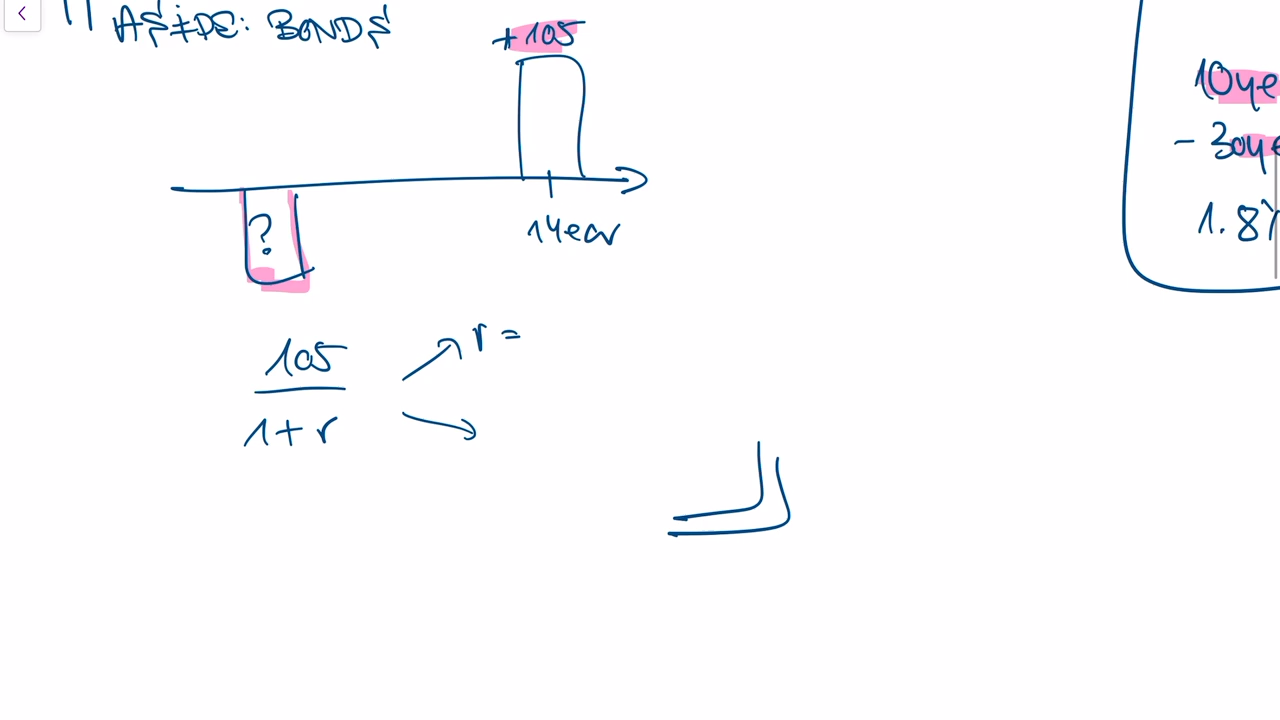 ASIDE: BONDS
+105
?
1 year
105
1+r
r =
10ye
- 30ye
1.8%